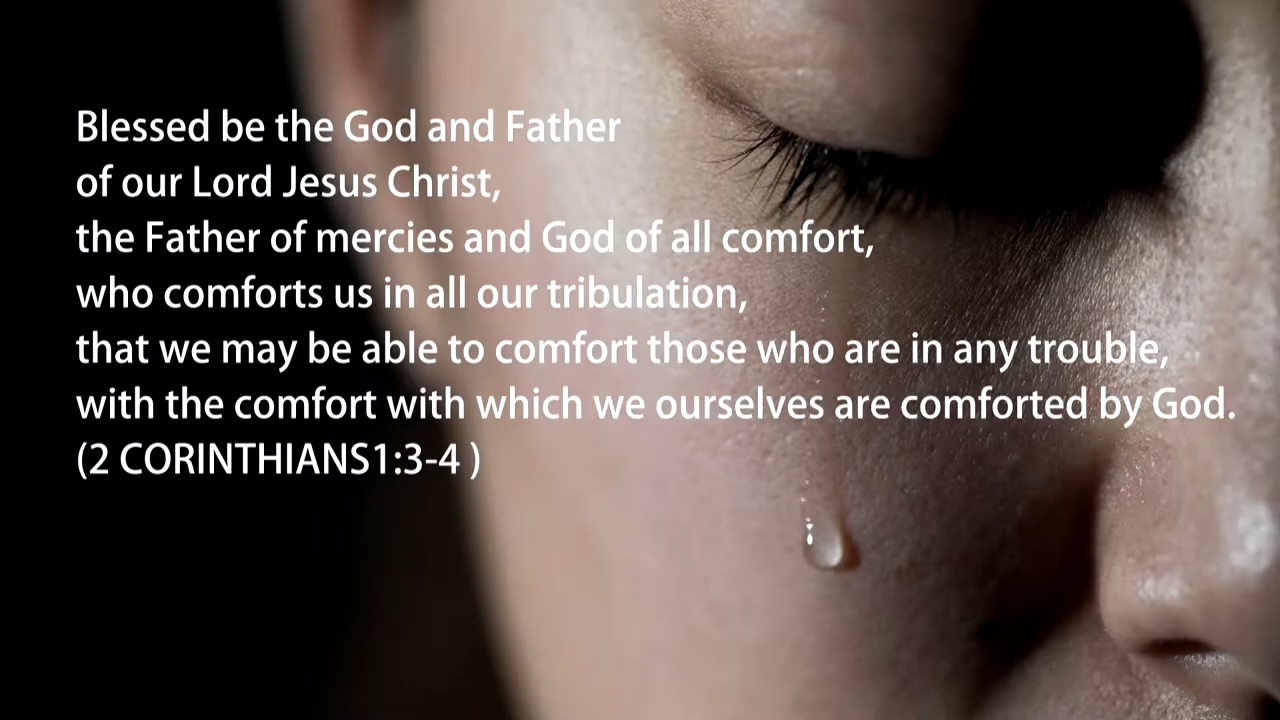 Blessed be the God and Father
of our Lord Jesus Christ,
the Father of mercies and God of all comfort,
who comforts us in all our tribulation,
that we may be able to comfort those who are in any trouble,
with the comfort with which we ourselves are comforted by God.
(2 CORINTHIANS1:3-4 )